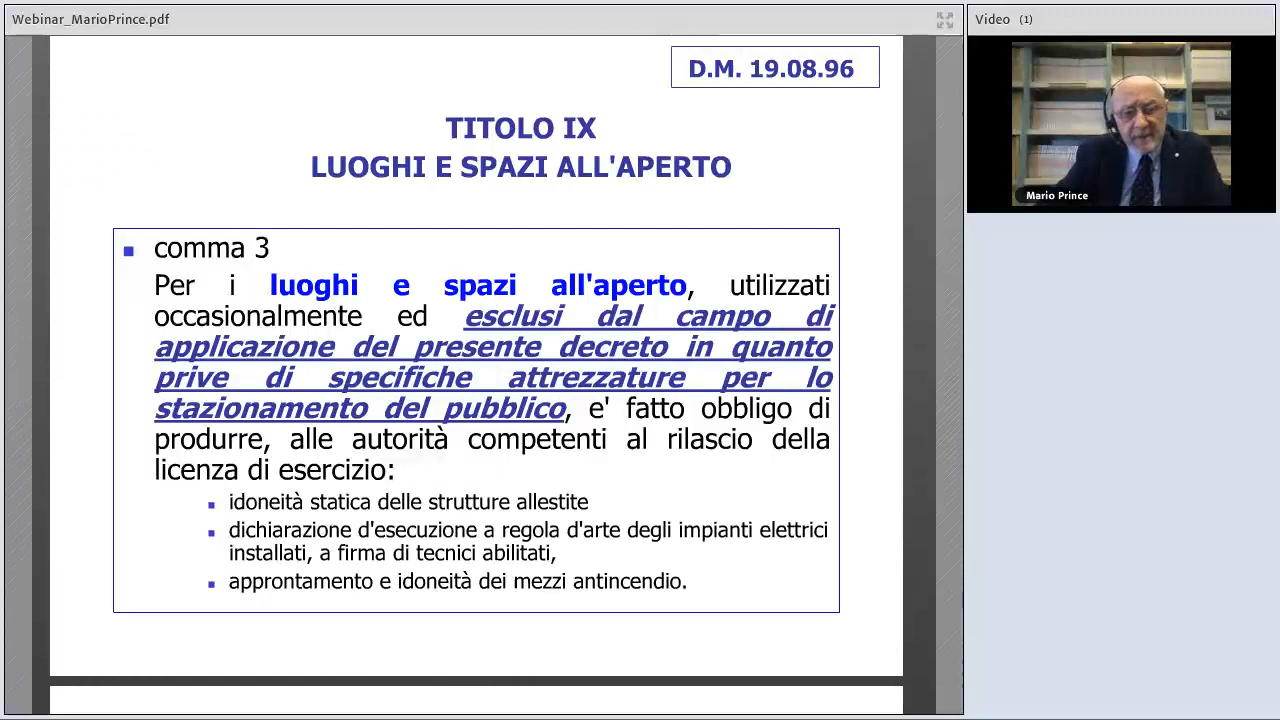 Webinar_MarioPrince.pdf
Video (1)
Mario Prince
D.M. 19.08.96
TITOLO IX
LUOGHI E SPAZI ALL'APERTO
comma 3
Per i luoghi e spazi all'aperto, utilizzati
occasionalmente ed esclusi dal campo di
applicazione del presente decreto in quanto
prive di specifiche attrezzature per lo
stazionamento del pubblico, e' fatto obbligo di
produrre, alle autorità competenti al rilascio della
licenza di esercizio:
idoneità statica delle strutture allestite
dichiarazione d'esecuzione a regola d'arte degli impianti elettrici
installati, a firma di tecnici abilitati,
approntamento e idoneità dei mezzi antincendio.